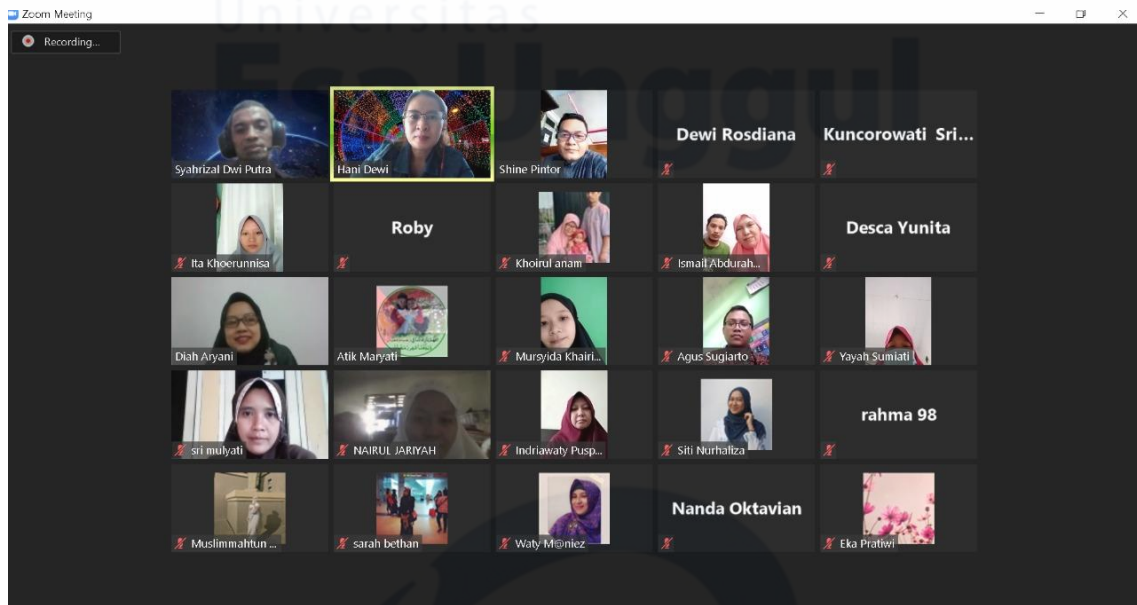 Zoom Meeting
Universitas
Esa Unggul
Recording...
Syahrizal Dwi Putra
Hani Dewi
Shine Pintor
Dewi Rosdiana
Kuncorowati Sri...
Ita Khoerunnisa
Roby
Khoirul anam
Ismail Abdurah...
Desca Yunita
Diah Aryani
Atik Maryati
Mursyida Khairi...
Agus Sugiarto
Yayah Sumiati
sri mulyati
NAIRUL JARIYAH
Indriawaty Pusp...
Siti Nurhaliza
rahma 98
Muslimmahtun ...
sarah bethan
Waty M@niez
Nanda Oktavian
Eka Pratiwi